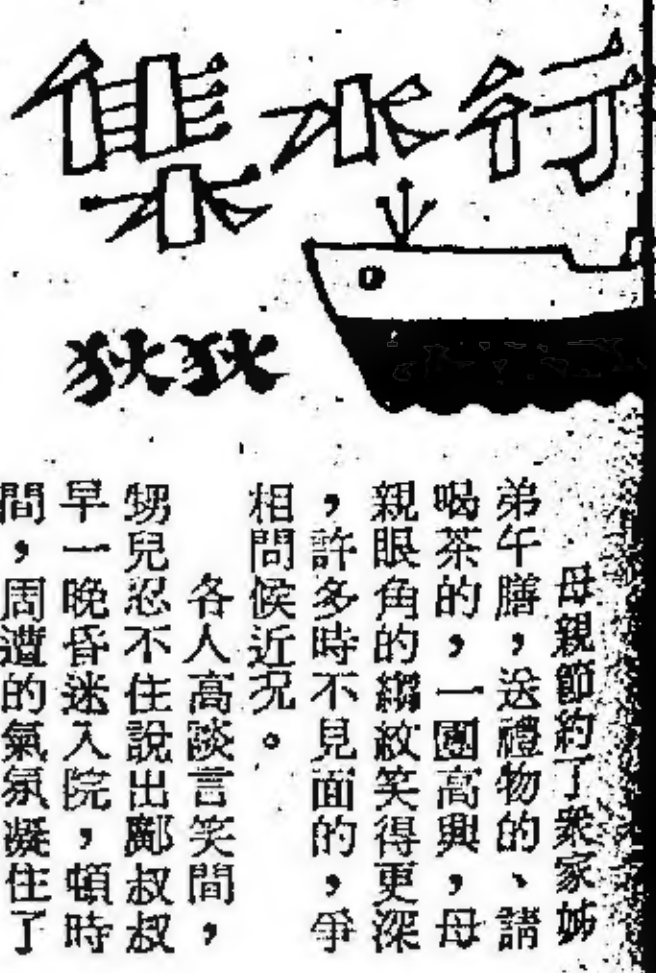 行水集
狄狄
母親節約了衆家姊
弟午膳，送禮物的、請
喝茶的，一團高興，母
親眼角的縐紋笑得更深
，許多時不見面的，爭
相問候近况。
各人高談言笑間，
甥兒忍不住說出鄺叔叔
早一晚昏迷入院，頓時
間，周遭的氣氛凝住了